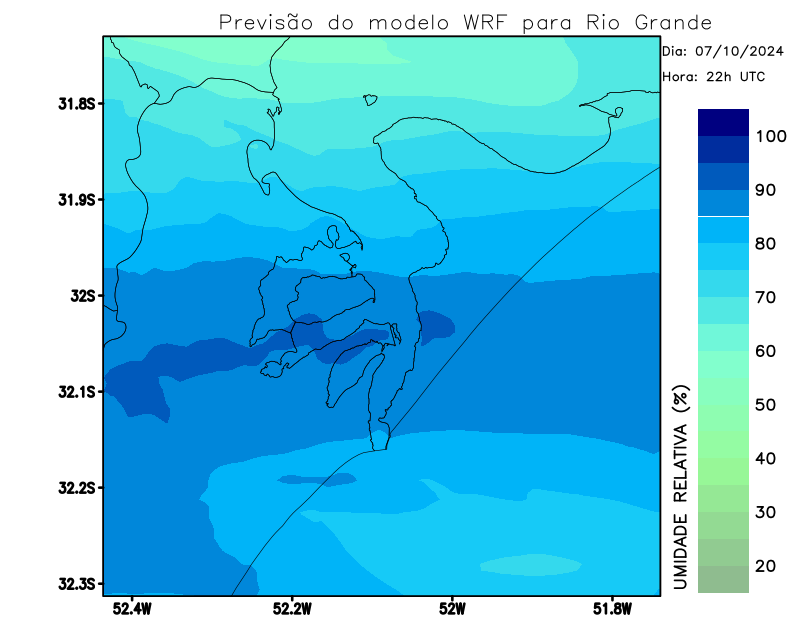 Previsão do modelo WRF para Rio Grande
Dia: 07/10/2024
Hora: 22h UTC
31.8S
31.9S
32S
32.1S
32.2S
32.3S
52.4W
52.2W
52W
51.8W
100
90
80
70
60
50
40
30
20
UMIDADE RELATIVA (%)